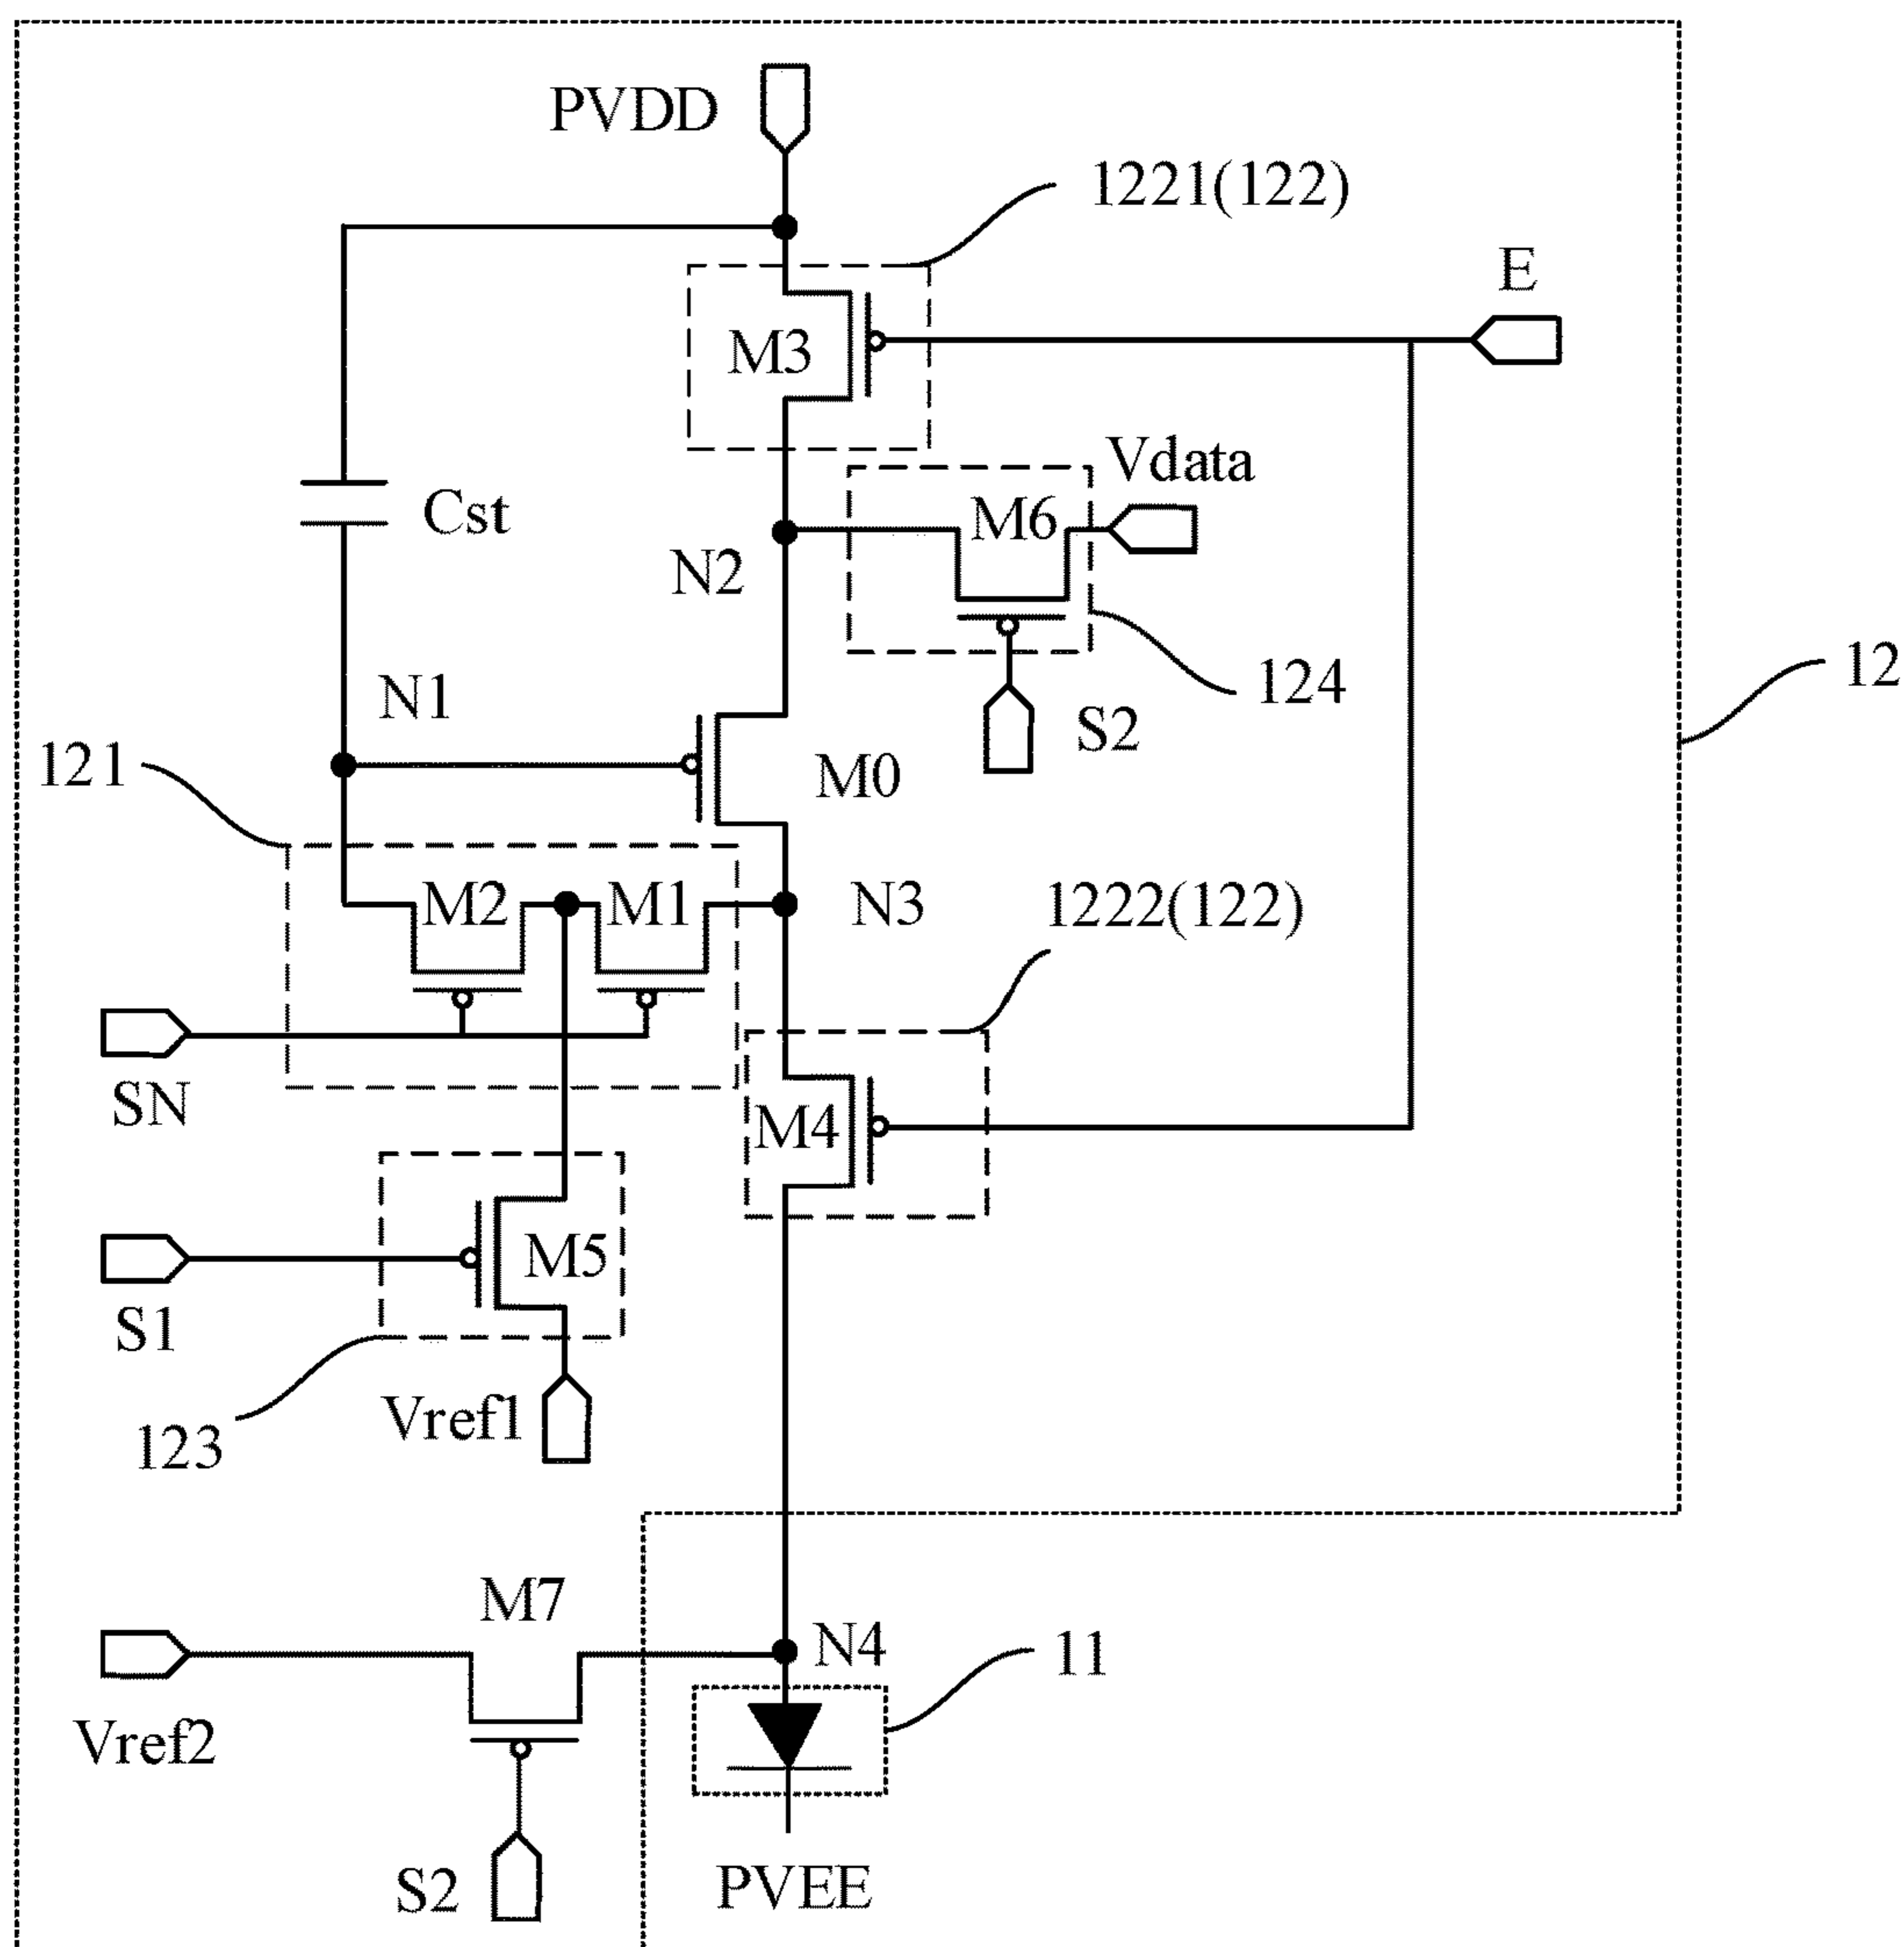 PVDD
1221(122)
E
M3
Vdata
Cst
M6
N2
124
12
N1
S2
121
M0
M2
M1
N3
1222(122)
SN
M4
M5
S1
Vref1
123
M7
N4
11
Vref2
S2
PVEE